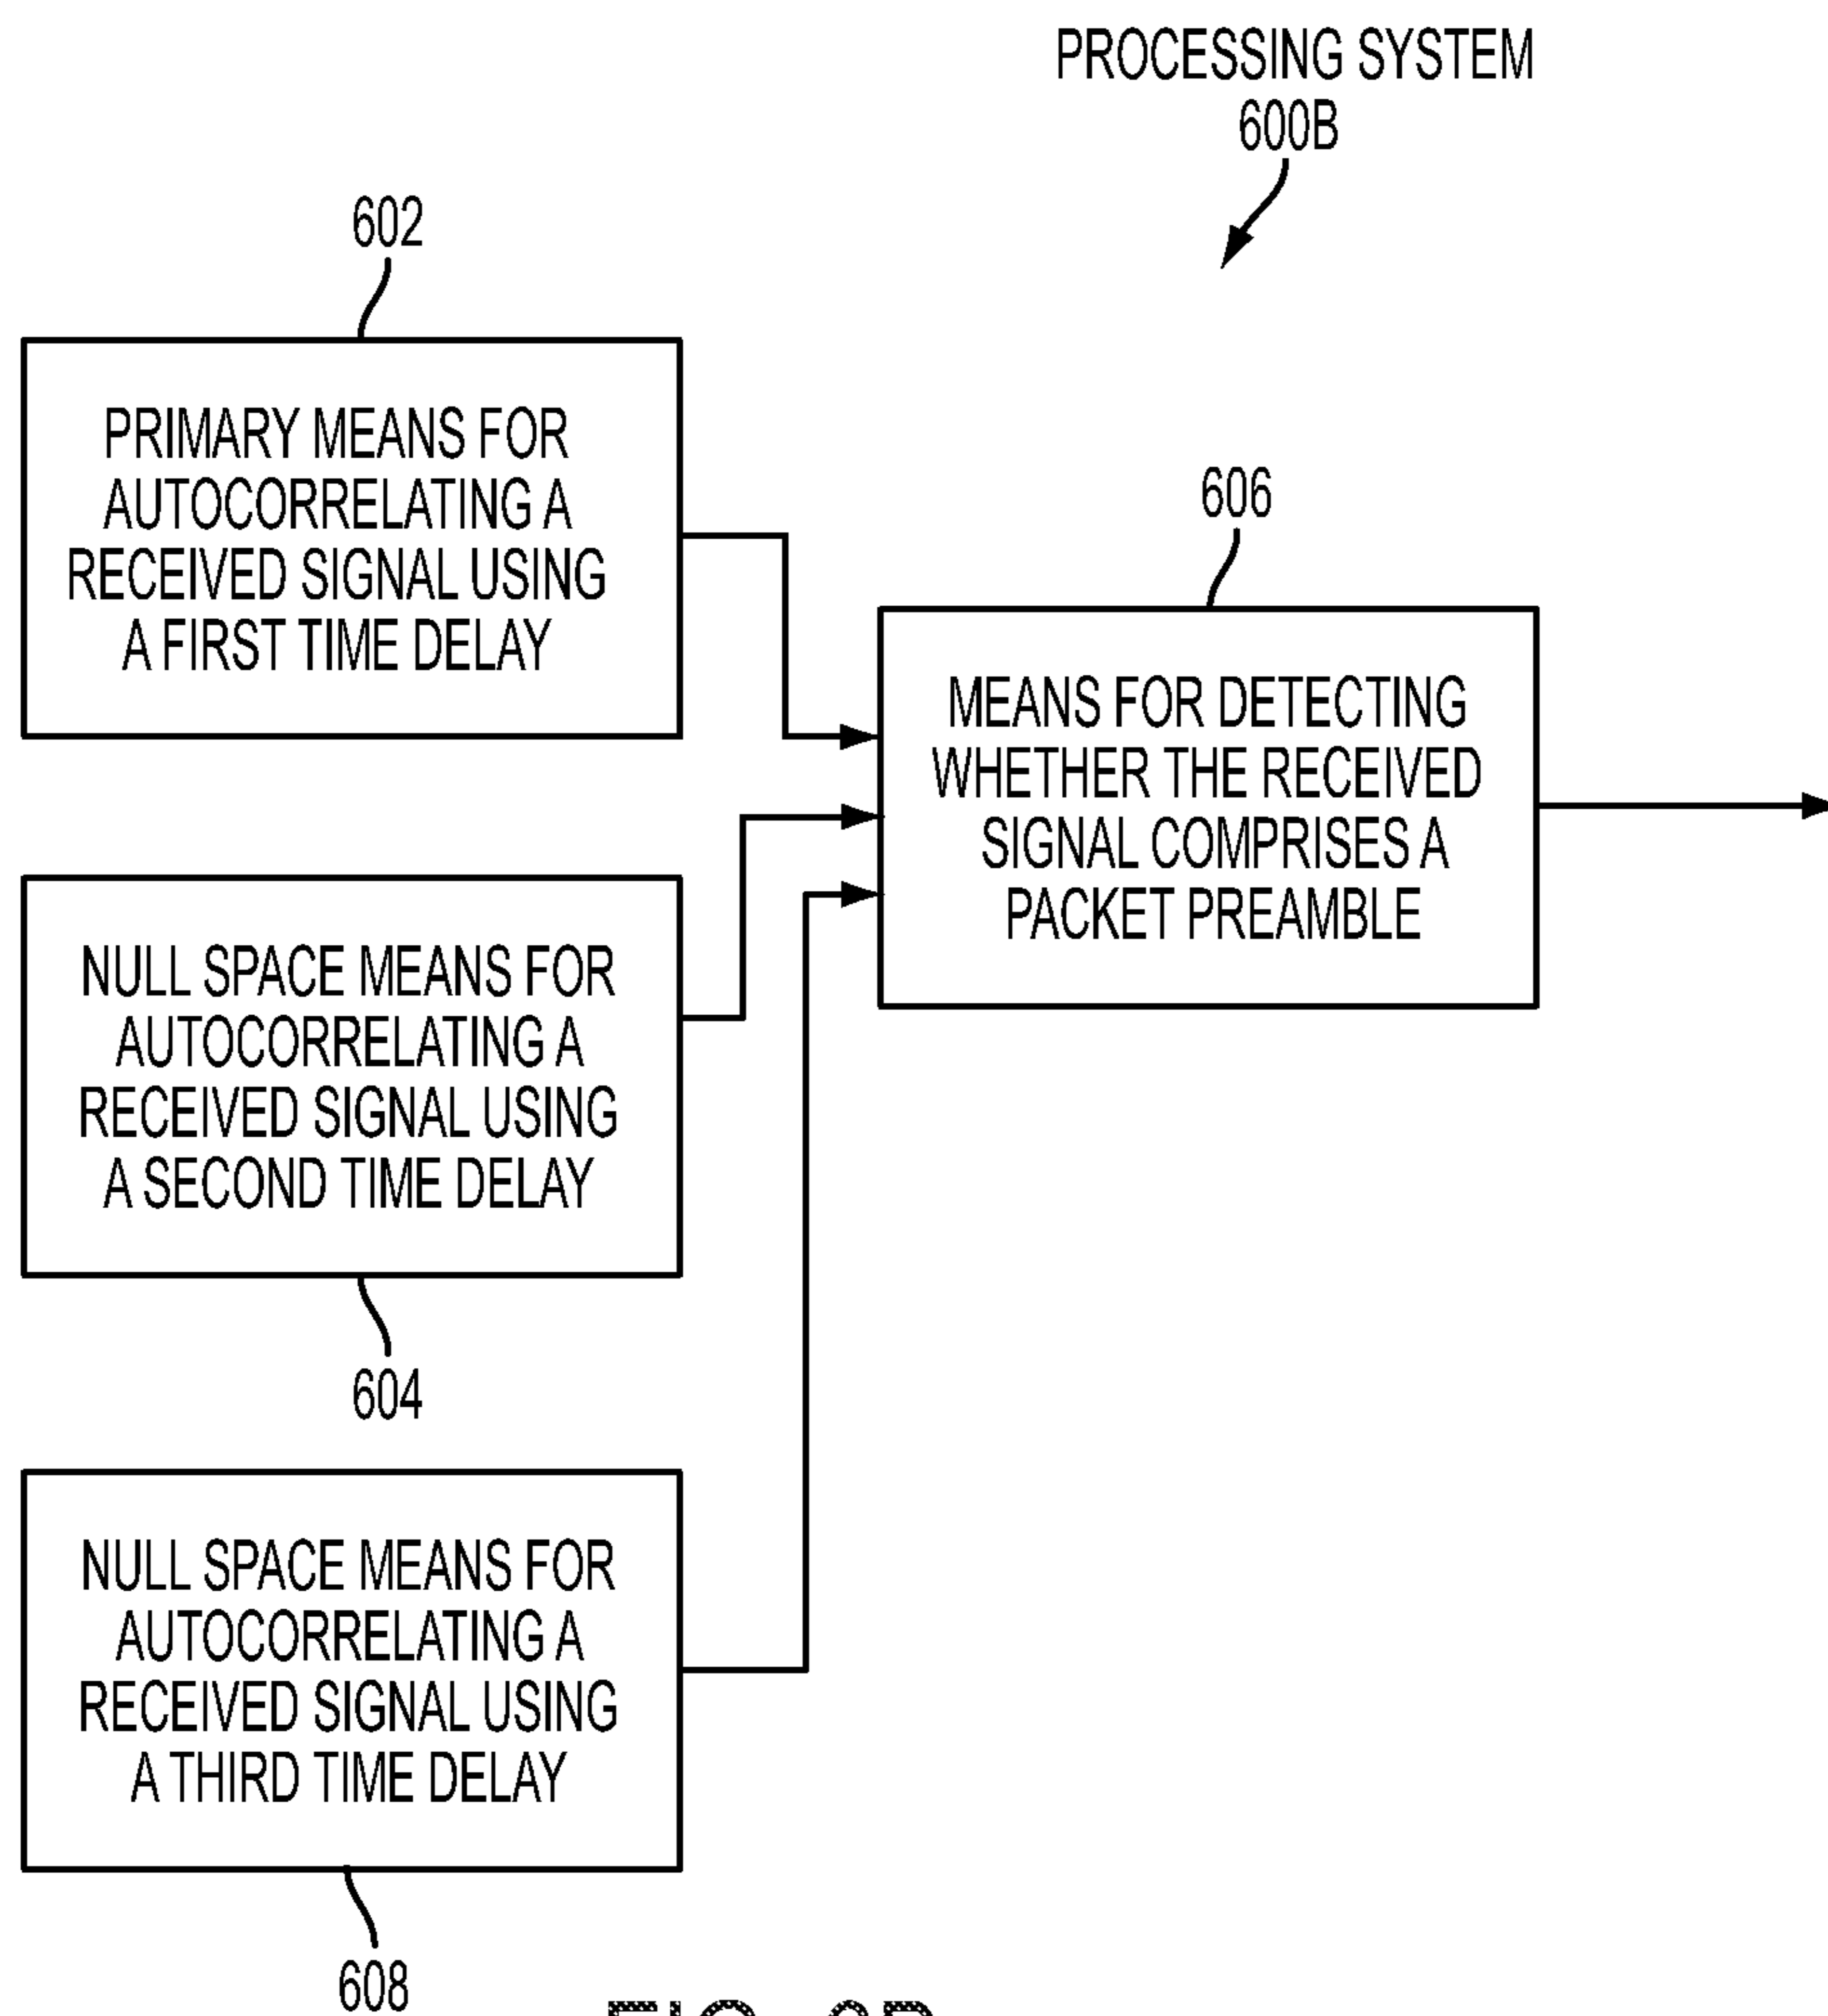 PROCESSING SYSTEM
600B
602
PRIMARY MEANS FOR
AUTOCORRELATING A
RECEIVED SIGNAL USING
A FIRST TIME DELAY
606
MEANS FOR DETECTING
WHETHER THE RECEIVED
SIGNAL COMPRISES A
PACKET PREAMBLE
NULL SPACE MEANS FOR
AUTOCORRELATING A
RECEIVED SIGNAL USING
A SECOND TIME DELAY
604
NULL SPACE MEANS FOR
AUTOCORRELATING A
RECEIVED SIGNAL USING
A THIRD TIME DELAY
608